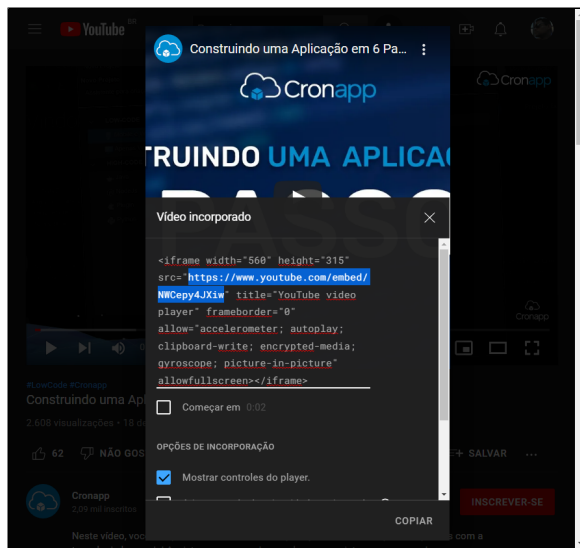 YouTube BR
Construindo uma Aplicação em 6 Pa...
Cronapp
Cronapp
TRUINDO UMA APLICAÇ
PASSO
Vídeo incorporado
<iframe width="560" height="315"
src="https://www.youtube.com/embed/
NWCepy4JXiw" title="YouTube video
player" frameborder="0"
allow="accelerometer; autoplay;
clipboard-write; encrypted-media;
gyroscope; picture-in-picture"
allowfullscreen></iframe>
Cronapp
#LowCode #Cronapp
Construindo uma Apl
Começar em 0:02
2.608 visualizações • 18 de
62 NÃO GOS
SALVAR ...
OPÇÕES DE INCORPORAÇÃO
Mostrar controles do player.
Cronapp
2,09 mil inscritos
INSCREVER-SE
COPIAR
Neste vídeo, voc
com a